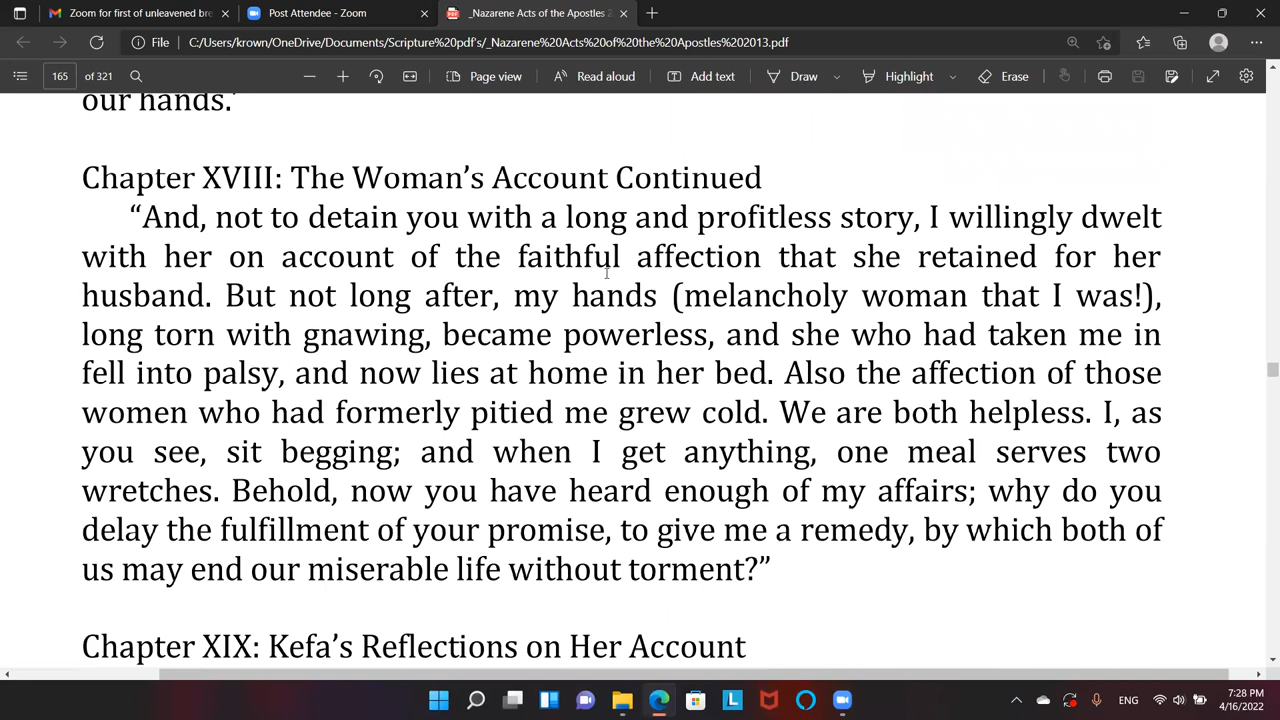 Zoom for first of unleavened bre
Post Attendee - Zoom
_Nazarene Acts of the Apostles 2
File
C:/Users/krown/OneDrive/Documents/Scripture%20pdf's/_Nazarene%20Acts%20of%20the%20Apostles%202013.pdf
165 of 321
Page view
Read aloud
Add text
Draw
Highlight
Erase
our hands.'
Chapter XVIII: The Woman’s Account Continued
“And, not to detain you with a long and profitless story, I willingly dwelt
with her on account of the faithful affection that she retained for her
husband. But not long after, my hands (melancholy woman that I was!),
long torn with gnawing, became powerless, and she who had taken me in
fell into palsy, and now lies at home in her bed. Also the affection of those
women who had formerly pitied me grew cold. We are both helpless. I, as
you see, sit begging; and when I get anything, one meal serves two
wretches. Behold, now you have heard enough of my affairs; why do you
delay the fulfillment of your promise, to give me a remedy, by which both of
us may end our miserable life without torment?”
Chapter XIX: Kefa’s Reflections on Her Account
ENG
7:28 PM
4/16/2022